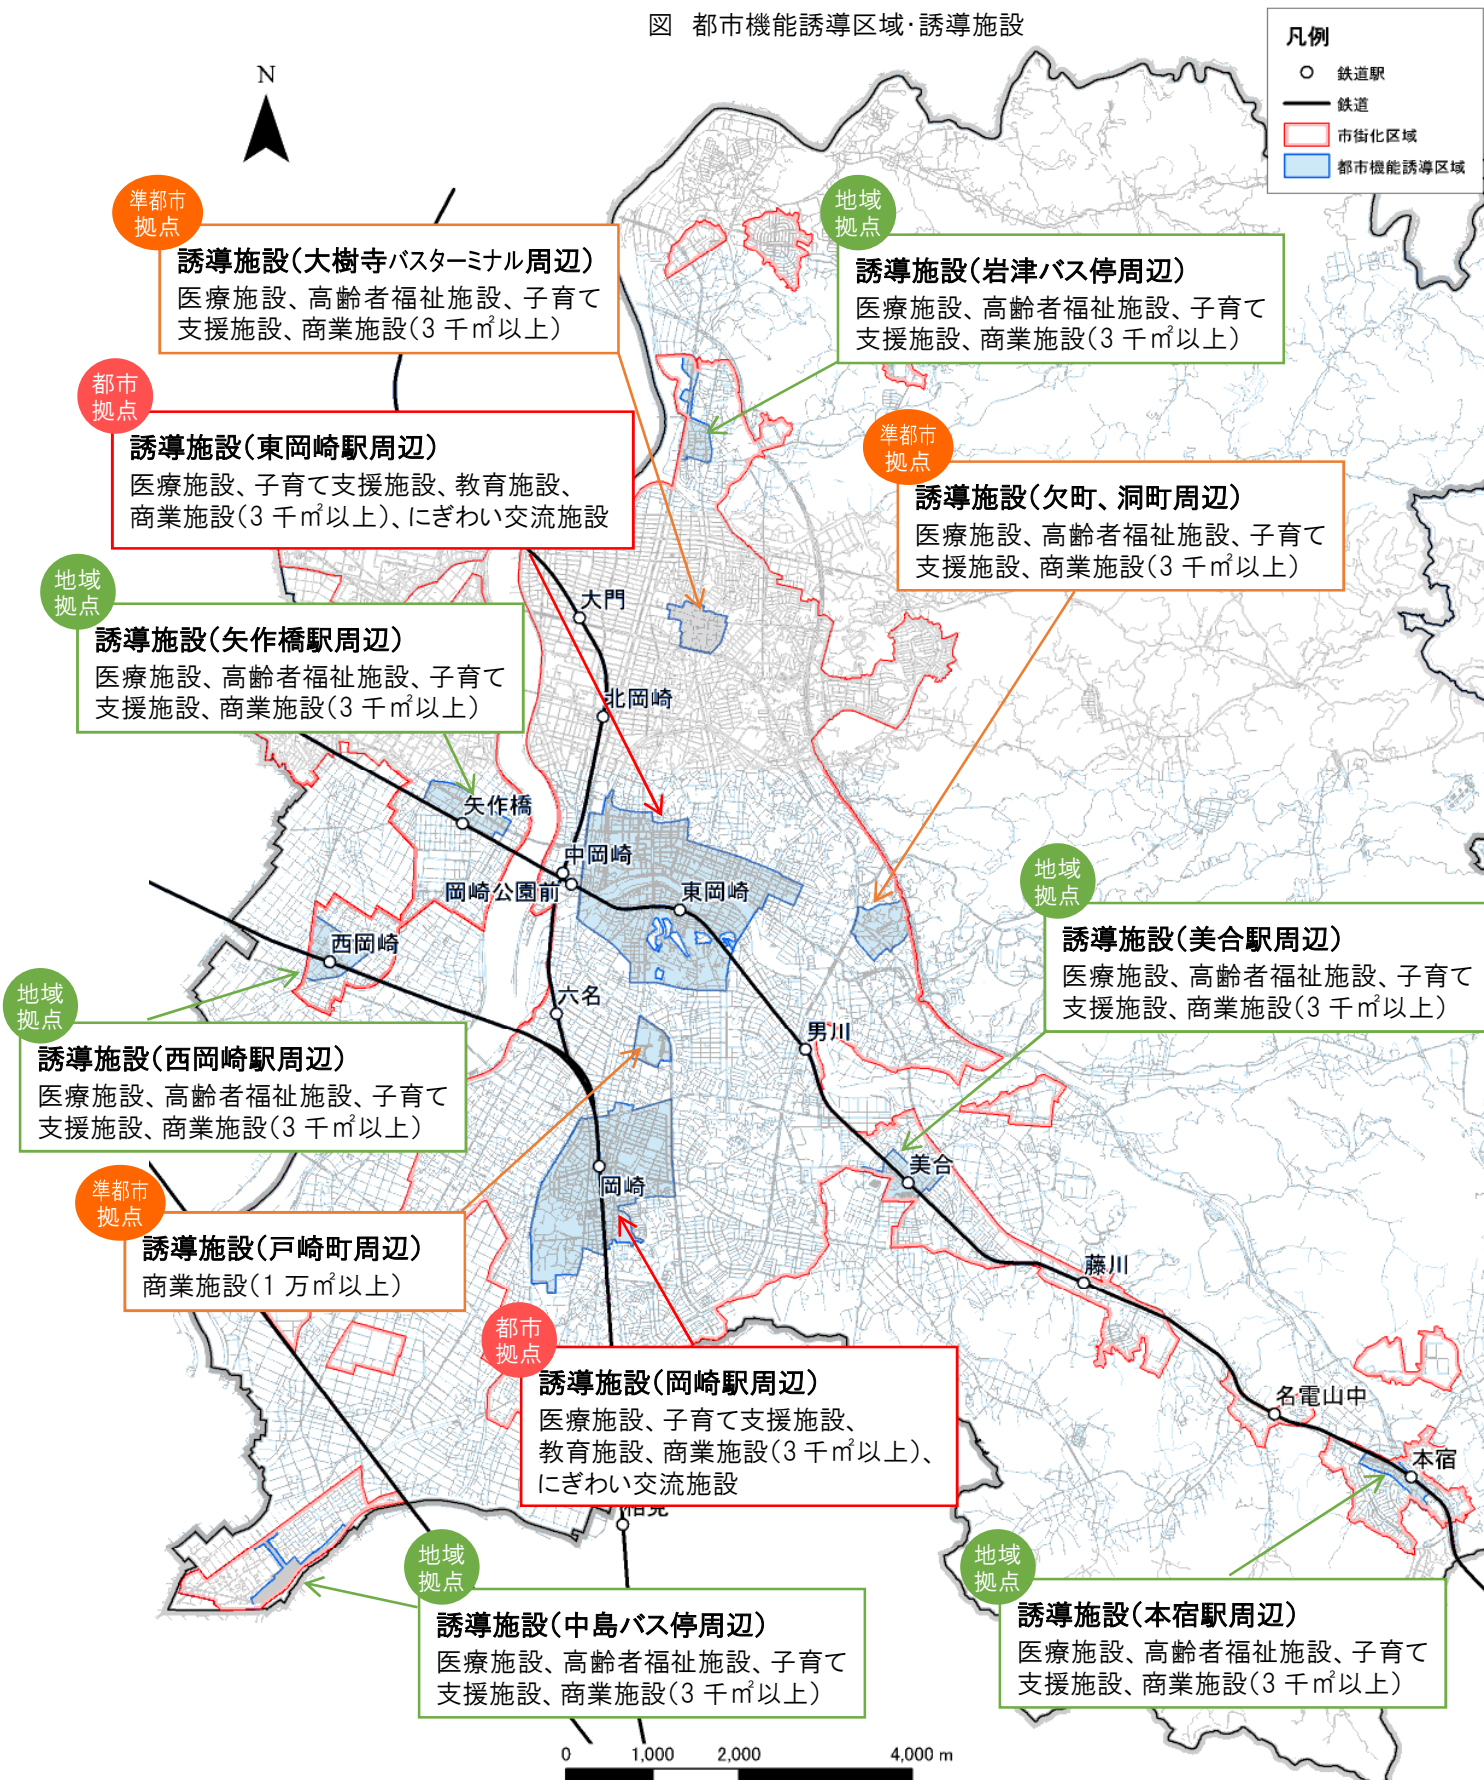 図 都市機能誘導区域・誘導施設
凡例
鉄道駅
鉄道
市街化区域
都市機能誘導区域
N
準都市
拠点
誘導施設(大樹寺バスターミナル周辺)
医療施設、高齢者福祉施設、子育て
支援施設、商業施設(3千㎡以上)
地域
拠点
誘導施設(岩津バス停周辺)
医療施設、高齢者福祉施設、子育て
支援施設、商業施設(3千㎡以上)
都市
拠点
誘導施設(東岡崎駅周辺)
医療施設、子育て支援施設、教育施設、
商業施設(3千㎡以上)、にぎわい交流施設
準都市
拠点
誘導施設(欠町、洞町周辺)
医療施設、高齢者福祉施設、子育て
支援施設、商業施設(3千㎡以上)
地域
拠点
誘導施設(矢作橋駅周辺)
医療施設、高齢者福祉施設、子育て
支援施設、商業施設(3千㎡以上)
大門
北岡崎
矢作橋
中岡崎
岡崎公園前
東岡崎
西岡崎
六名
男川
地域
拠点
誘導施設(美合駅周辺)
医療施設、高齢者福祉施設、子育て
支援施設、商業施設(3千㎡以上)
地域
拠点
誘導施設(西岡崎駅周辺)
医療施設、高齢者福祉施設、子育て
支援施設、商業施設(3千㎡以上)
美合
岡崎
準都市
拠点
誘導施設(戸崎町周辺)
商業施設(1万㎡以上)
藤川
都市
拠点
誘導施設(岡崎駅周辺)
医療施設、子育て支援施設、
教育施設、商業施設(3千㎡以上)、
にぎわい交流施設
名電山中
本宿
相見
地域
拠点
誘導施設(中島バス停周辺)
医療施設、高齢者福祉施設、子育て
支援施設、商業施設(3千㎡以上)
地域
拠点
誘導施設(本宿駅周辺)
医療施設、高齢者福祉施設、子育て
支援施設、商業施設(3千㎡以上)
0 1,000 2,000 4,000 m